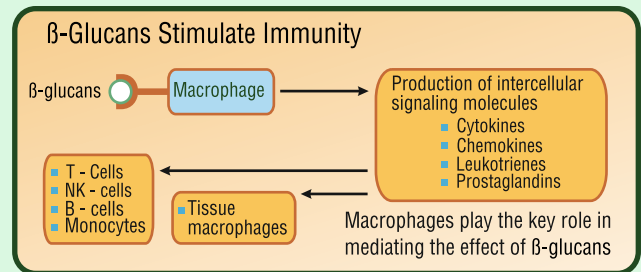 ß-Glucans Stimulate Immunity
ß-glucans
Macrophage
Production of intercellular
signaling molecules
Cytokines
Chemokines
Leukotrienes
Prostaglandins
T - Cells
NK - cells
B - cells
Monocytes
Tissue
macrophages
Macrophages play the key role in
mediating the effect of ß-glucans